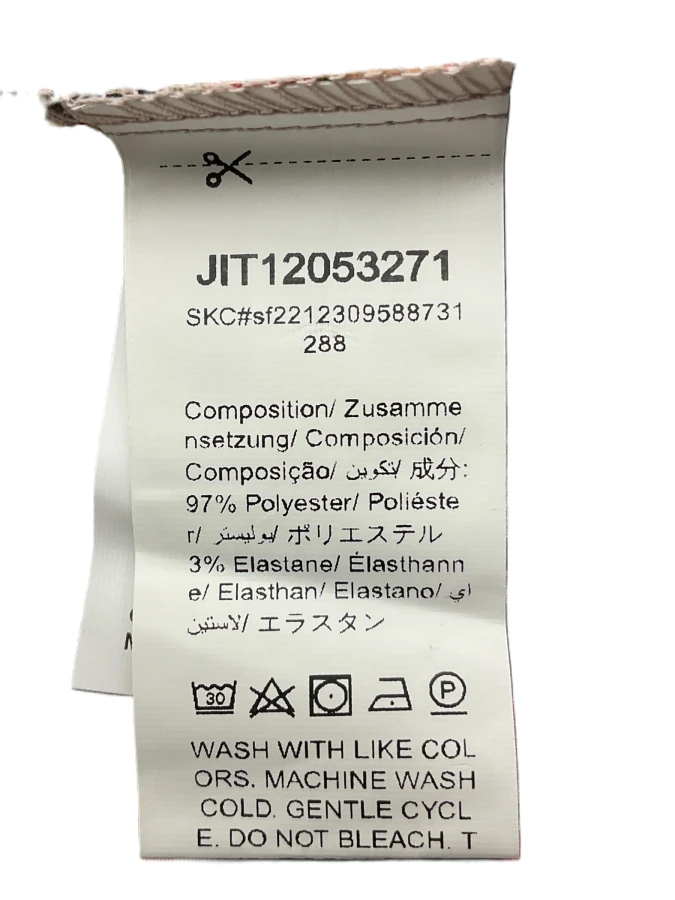 JIT12053271
SKC#sf2212309588731
288
Composition/ Zusamme
nsetzung/ Composición/
Composição/ لتكوين/ 成分:
97% Polyester/ Poliéste
r/ بوليستر/ ポリエステル
3% Elastane/ Élasthann
e/ Elasthan/ Elastano/ اي
لاستين/ エラスタン
30
P
WASH WITH LIKE COL
ORS. MACHINE WASH
COLD. GENTLE CYCL
E. DO NOT BLEACH. T